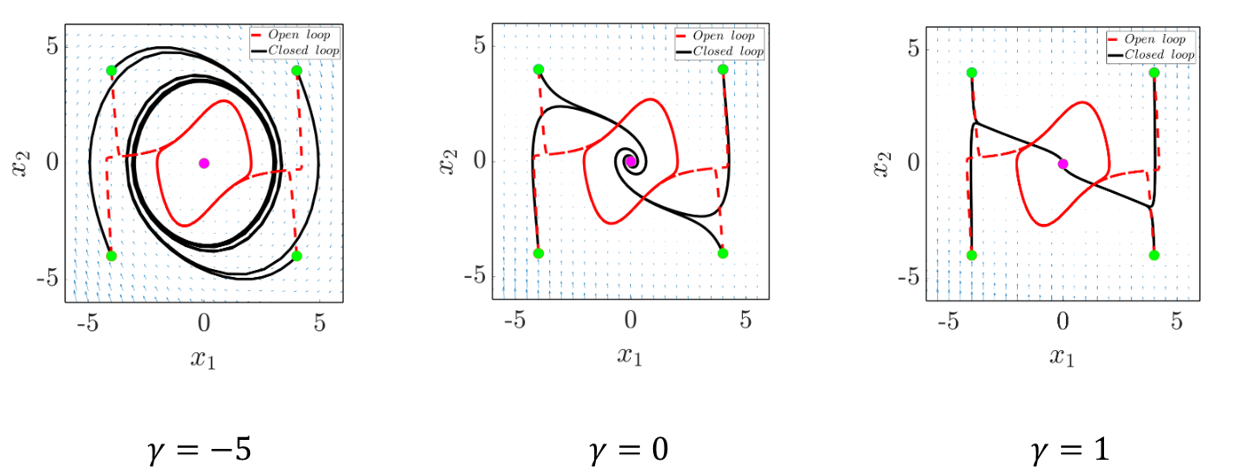 5
0
-5
x₂
-5 0 5
x₁
Open loop
Closed loop
γ = −5
5
0
-5
x₂
-5 0 5
x₁
Open loop
Closed loop
γ = 0
5
0
-5
x₂
-5 0 5
x₁
Open loop
Closed loop
γ = 1